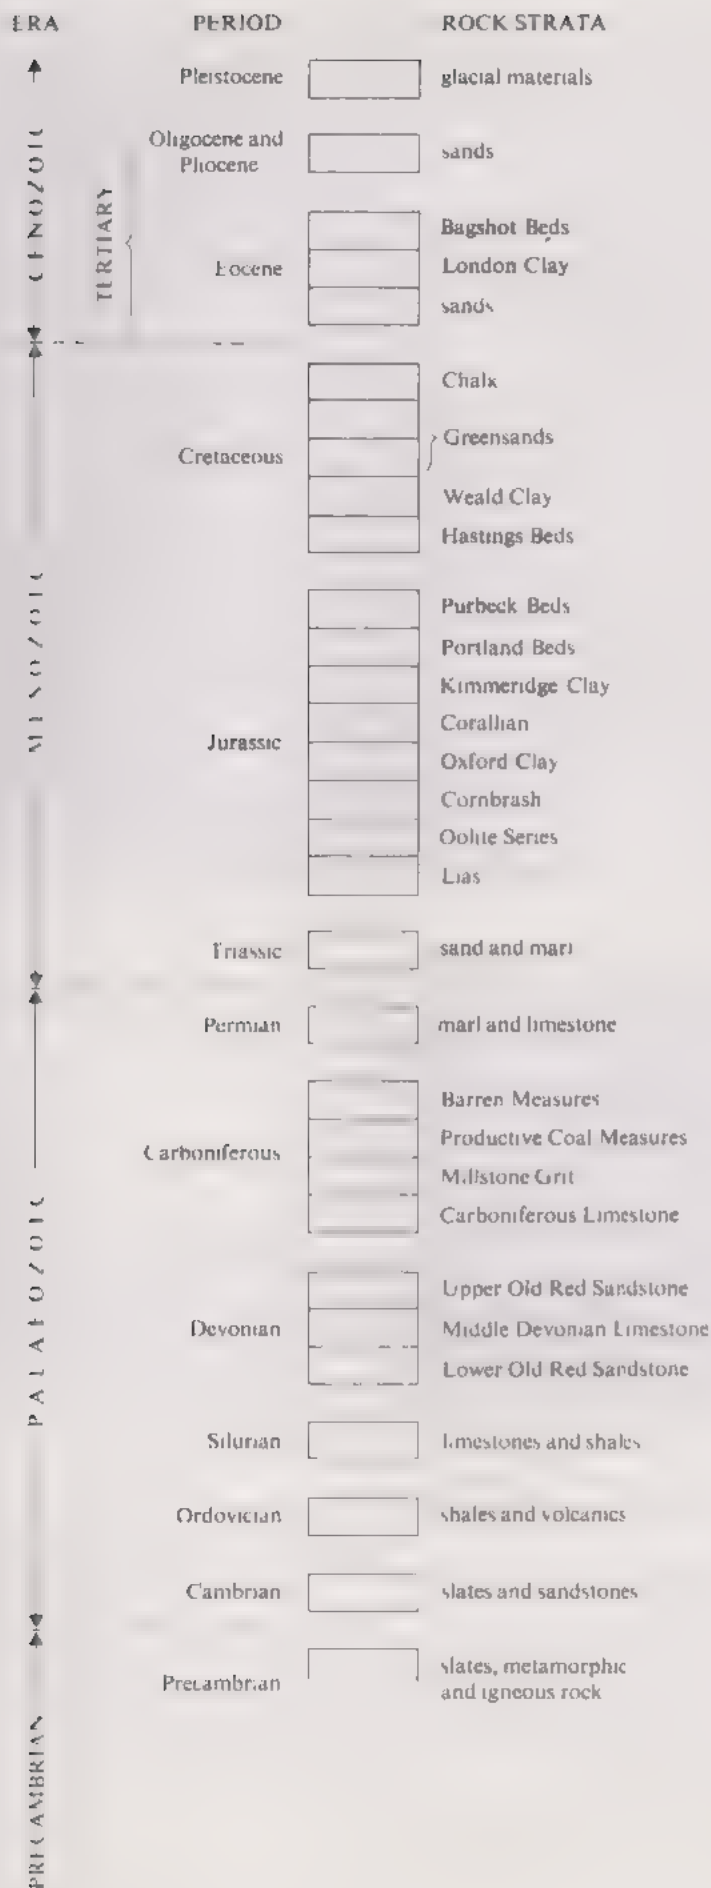 ERA PERIOD ROCK STRATA
CENOZOIC
TERTIARY
Pleistocene glacial materials
Oligocene and
Pliocene
sands
Eocene
Bagshot Beds
London Clay
sands
MESOZOIC
Cretaceous
Chalk
Greensands
Weald Clay
Hastings Beds
Jurassic
Purbeck Beds
Portland Beds
Kimmeridge Clay
Corallian
Oxford Clay
Cornbrash
Oolite Series
Lias
Triassic sand and marl
PALAEOZOIC
Permian marl and limestone
Carboniferous
Barren Measures
Productive Coal Measures
Millstone Grit
Carboniferous Limestone
Devonian
Upper Old Red Sandstone
Middle Devonian Limestone
Lower Old Red Sandstone
Silurian limestones and shales
Ordovician shales and volcanics
Cambrian slates and sandstones
PRECAMBRIAN
Precambrian
slates, metamorphic
and igneous rock